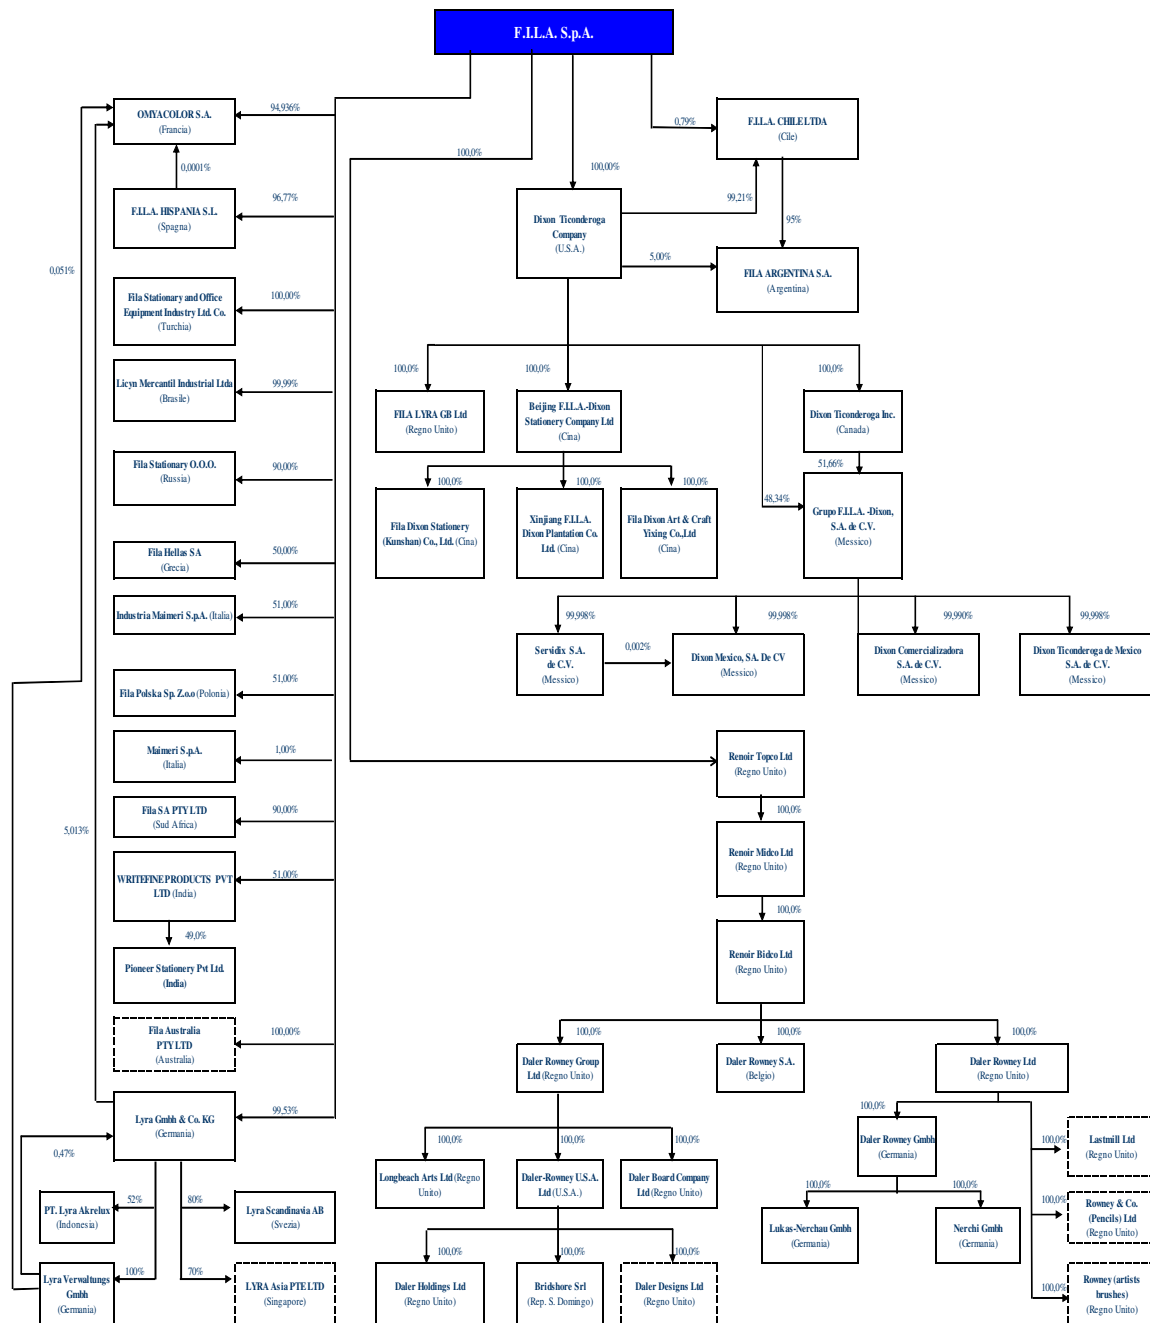 F.I.L.A. S.p.A.
OMYACOLOR S.A.
(Francia)
94,936%
0,79%
F.I.L.A. CHILE LTDA
(Cile)
100,0%
100,00%
0,0001%
F.I.L.A. HISPANIA S.L.
(Spagna)
96,77%
Dixon Ticonderoga
Company
(U.S.A.)
99,21%
95%
5,00%
FILA ARGENTINA S.A.
(Argentina)
0,051%
Fila Stationary and Office
Equipment Industry Ltd. Co.
(Turchia)
100,00%
Licyn Mercantil Industrial Ltda
(Brasile)
99,99%
100,0%
100,0%
100,0%
FILA LYRA GB Ltd
(Regno Unito)
Beijing F.I.L.A.-Dixon
Stationery Company Ltd
(Cina)
Dixon Ticonderoga Inc.
(Canada)
Fila Stationary O.O.O.
(Russia)
90,00%
51,66%
100,0%
100,0%
100,0%
48,34%
Fila Dixon Stationery
(Kunshan) Co., Ltd. (Cina)
Xinjiang F.I.L.A.
Dixon Plantation Co.
Ltd. (Cina)
Fila Dixon Art & Craft
Yixing Co.,Ltd
(Cina)
Grupo F.I.L.A. -Dixon,
S.A. de C.V.
(Messico)
Fila Hellas SA
(Grecia)
50,00%
Industria Maimeri S.p.A. (Italia)
51,00%
99,998%
99,998%
99,990%
99,998%
Servidix S.A.
de C.V.
(Messico)
0,002%
Dixon Mexico, SA. De CV
(Messico)
Dixon Comercializadora
S.A. de C.V.
(Messico)
Dixon Ticonderoga de Mexico
S.A. de C.V.
(Messico)
Fila Polska Sp. Z.o.o (Polonia)
51,00%
Maimeri S.p.A.
(Italia)
1,00%
Renoir Topco Ltd
(Regno Unito)
Fila SA PTY LTD
(Sud Africa)
90,00%
100,0%
5,013%
Renoir Midco Ltd
(Regno Unito)
WRITEFINE PRODUCTS PVT
LTD (India)
51,00%
100,0%
49,0%
Renoir Bidco Ltd
(Regno Unito)
Pioneer Stationery Pvt Ltd.
(India)
Fila Australia
PTY LTD
(Australia)
100,00%
100,0%
100,0%
100,0%
Daler Rowney Group
Ltd (Regno Unito)
Daler Rowney S.A.
(Belgio)
Daler Rowney Ltd
(Regno Unito)
Lyra Gmbh & Co. KG
(Germania)
99,53%
100,0%
0,47%
100,0%
100,0%
100,0%
Daler Rowney Gmbh
(Germania)
100,0%
Lastmill Ltd
(Regno Unito)
Longbeach Arts Ltd (Regno
Unito)
Daler-Rowney U.S.A.
Ltd (U.S.A.)
Daler Board Company
Ltd (Regno Unito)
100,0%
100,0%
PT. Lyra Akrelux
(Indonesia)
52%
80%
Lyra Scandinavia AB
(Svezia)
Lukas-Nerchau Gmbh
(Germania)
Nerchi Gmbh
(Germania)
100,0%
Rowney & Co.
(Pencils) Ltd
(Regno Unito)
100,0%
100,0%
100,0%
Lyra Verwaltungs
Gmbh
(Germania)
100%
70%
LYRA Asia PTE LTD
(Singapore)
Daler Holdings Ltd
(Regno Unito)
Bridshore Srl
(Rep. S. Domingo)
Daler Designs Ltd
(Regno Unito)
100,0%
Rowney (artists
brushes)
(Regno Unito)